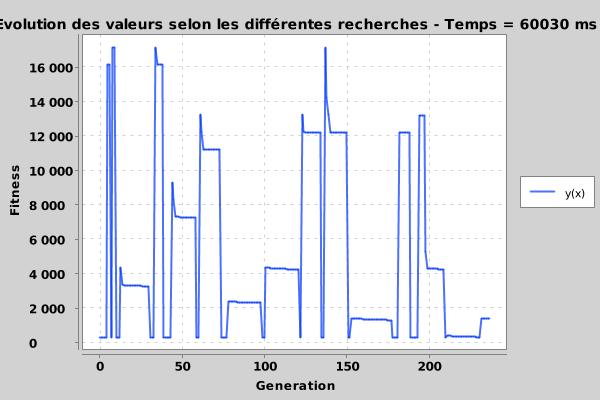 Evolution des valeurs selon les différentes recherches - Temps = 60030 ms
16 000
14 000
12 000
10 000
8 000
6 000
4 000
2 000
0
Fitness
0 50 100 150 200
Generation
y(x)